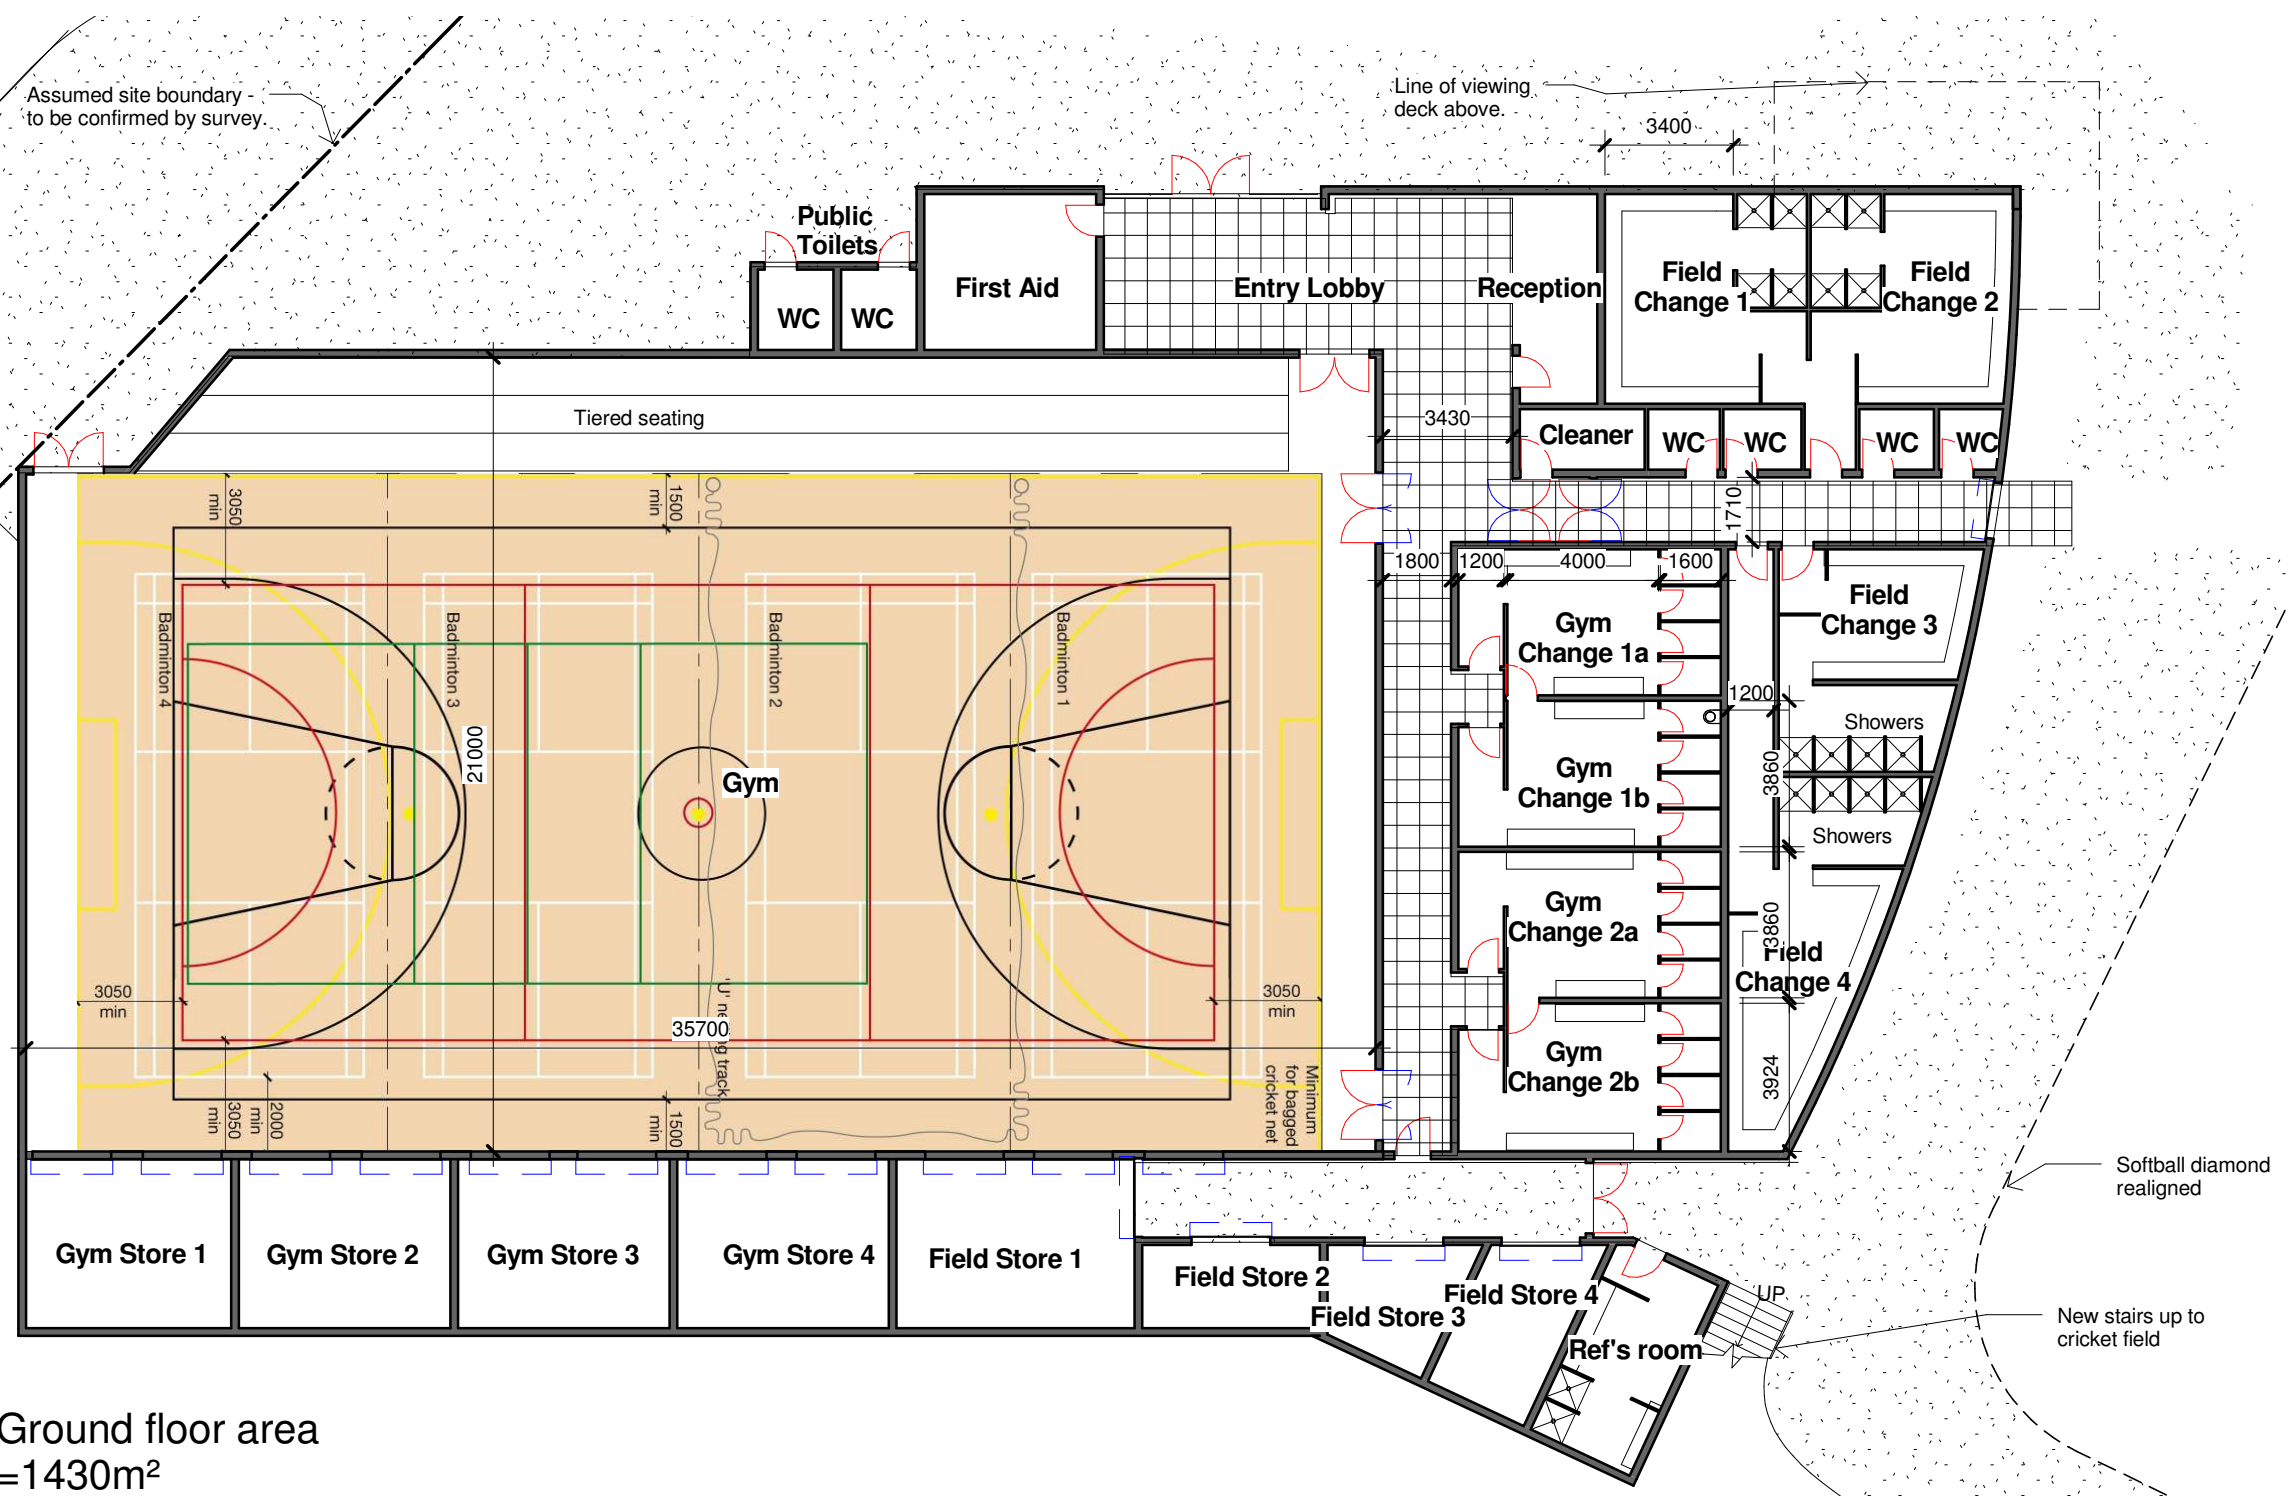 Assumed site boundary -
to be confirmed by survey.
Line of viewing
deck above.
3400
Public
Toilets
WC
WC
First Aid
Entry Lobby
Reception
Field
Change 1
Field
Change 2
Tiered seating
3430
Cleaner
WC
WC
WC
WC
1710
3050
min
1500
min
1800
1200
4000
1600
Badminton 4
Badminton 3
Badminton 2
Badminton 1
Gym
Change 1a
Field
Change 3
1200
Showers
21000
Gym
Gym
Change 1b
3860
Showers
Gym
Change 2a
3860
Field
Change 4
3050
min
3050
min
35700
Gym
Change 2b
3924
3050
min
2000
min
1500
min
Minimum
for bagged
cricket net
Softball diamond
realigned
Gym Store 1
Gym Store 2
Gym Store 3
Gym Store 4
Field Store 1
Field Store 2
Field Store 3
Field Store 4
Ref's room
UP
New stairs up to
cricket field
Ground floor area
=1430m²